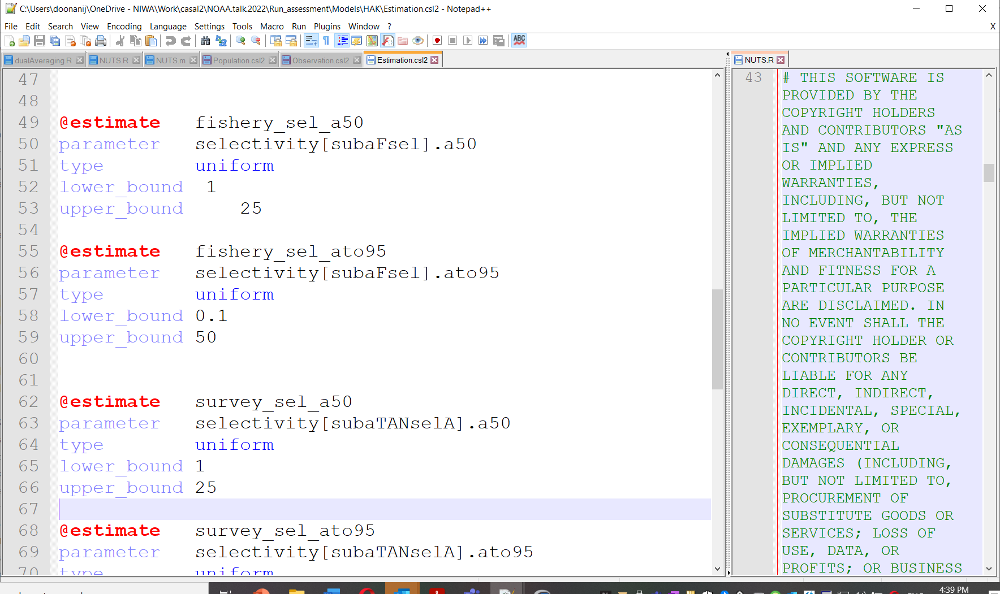 C:\Users\doonanij\OneDrive - NIWA\Work\casal2\NOAA.talk.2022\Run_assessment\Models\HAK\Estimation.csl2 - Notepad++
File Edit Search View Encoding Language Settings Tools Macro Run Plugins Window ? X
ABC
dualAveraging.R NUTS.R NUTS.m Population.csl2 Observation.csl2 Estimation.csl2
47
48
49 @estimate fishery_sel_a50
50 parameter selectivity[subaFsel].a50
51 type uniform
52 lower_bound 1
53 upper_bound 25
54
55 @estimate fishery_sel_ato95
56 parameter selectivity[subaFsel].ato95
57 type uniform
58 lower_bound 0.1
59 upper_bound 50
60
61
62 @estimate survey_sel_a50
63 parameter selectivity[subaTANselA].a50
64 type uniform
65 lower_bound 1
66 upper_bound 25
67
68 @estimate survey_sel_ato95
69 parameter selectivity[subaTANselA].ato95
70 type uniform
NUTS.R
43 # THIS SOFTWARE IS
PROVIDED BY THE
COPYRIGHT HOLDERS
AND CONTRIBUTORS "AS
IS" AND ANY EXPRESS
OR IMPLIED
WARRANTIES,
INCLUDING, BUT NOT
LIMITED TO, THE
IMPLIED WARRANTIES
OF MERCHANTABILITY
AND FITNESS FOR A
PARTICULAR PURPOSE
ARE DISCLAIMED. IN
NO EVENT SHALL THE
COPYRIGHT HOLDER OR
CONTRIBUTORS BE
LIABLE FOR ANY
DIRECT, INDIRECT,
INCIDENTAL, SPECIAL,
EXEMPLARY, OR
CONSEQUENTIAL
DAMAGES (INCLUDING,
BUT NOT LIMITED TO,
PROCUREMENT OF
SUBSTITUTE GOODS OR
SERVICES; LOSS OF
USE, DATA, OR
PROFITS; OR BUSINESS
4:39 PM